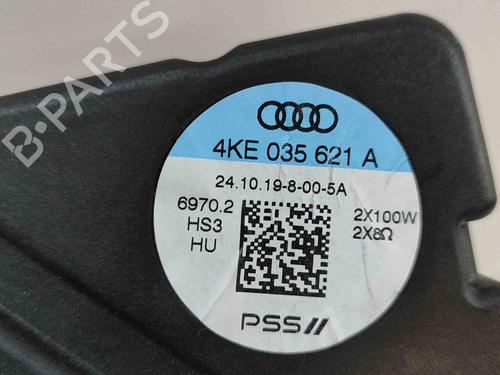 B-PARTS
4KE 035 621 A
24.10.19-8-00-5A
6970.2
HS3
HU
2X100W
2X8Ω
PSS//